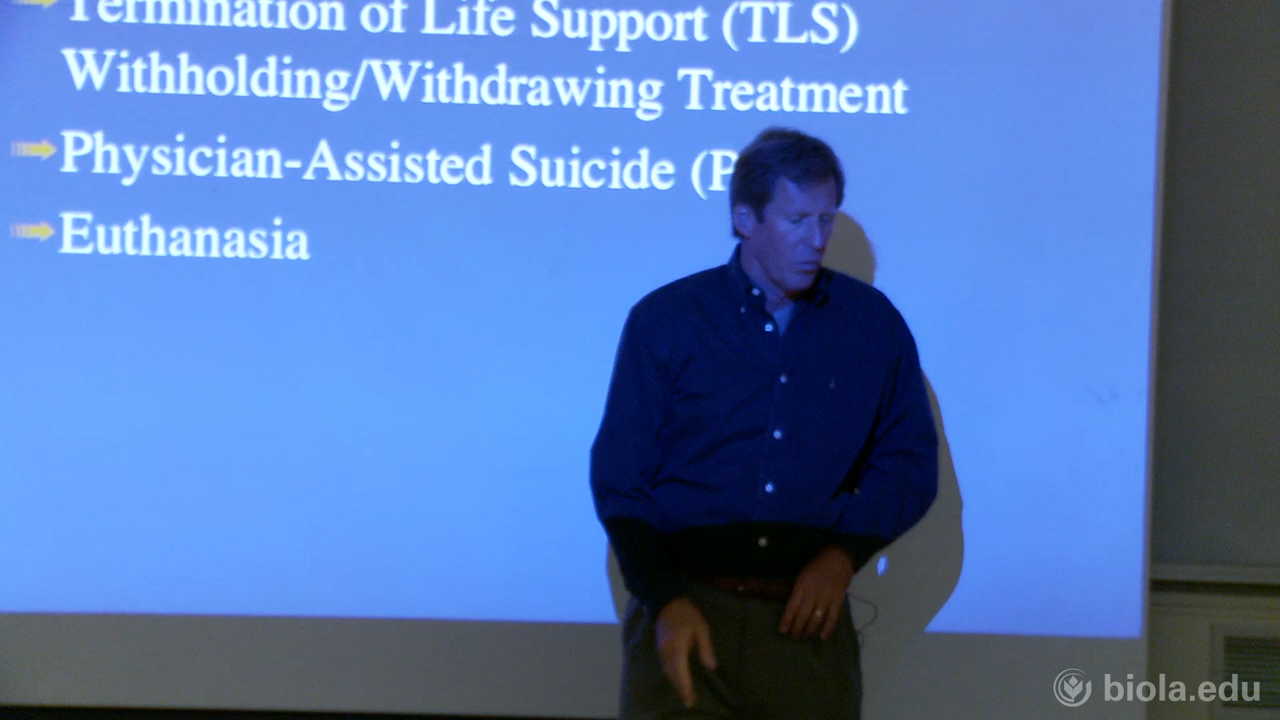 Termination of Life Support (TLS)
Withholding/Withdrawing Treatment
Physician-Assisted Suicide (P
Euthanasia
biola.edu